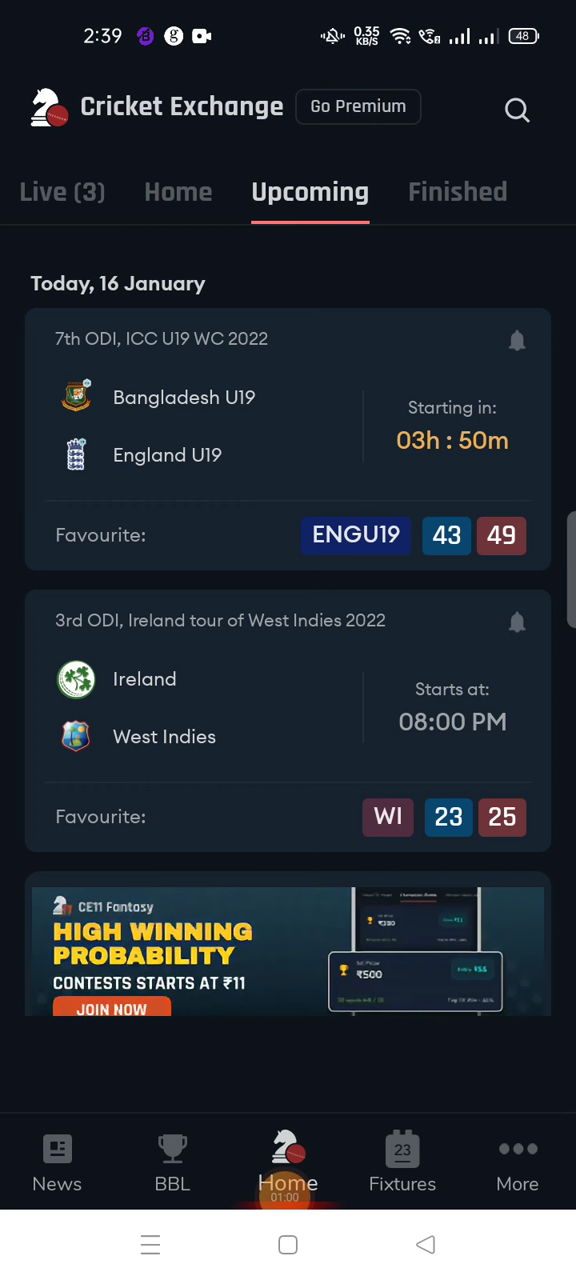 2:39 0.35 KB/S 48
Cricket Exchange Go Premium
Live (3) Home Upcoming Finished
Today, 16 January
7th ODI, ICC U19 WC 2022
Bangladesh U19
England U19
Starting in:
03h : 50m
Favourite: ENGU19 43 49
3rd ODI, Ireland tour of West Indies 2022
Ireland
West Indies
Starts at:
08:00 PM
Favourite: WI 23 25
CE11 Fantasy
HIGH WINNING
PROBABILITY
CONTESTS STARTS AT ₹11
JOIN NOW
₹500
23
News BBL Home Fixtures More
01:00